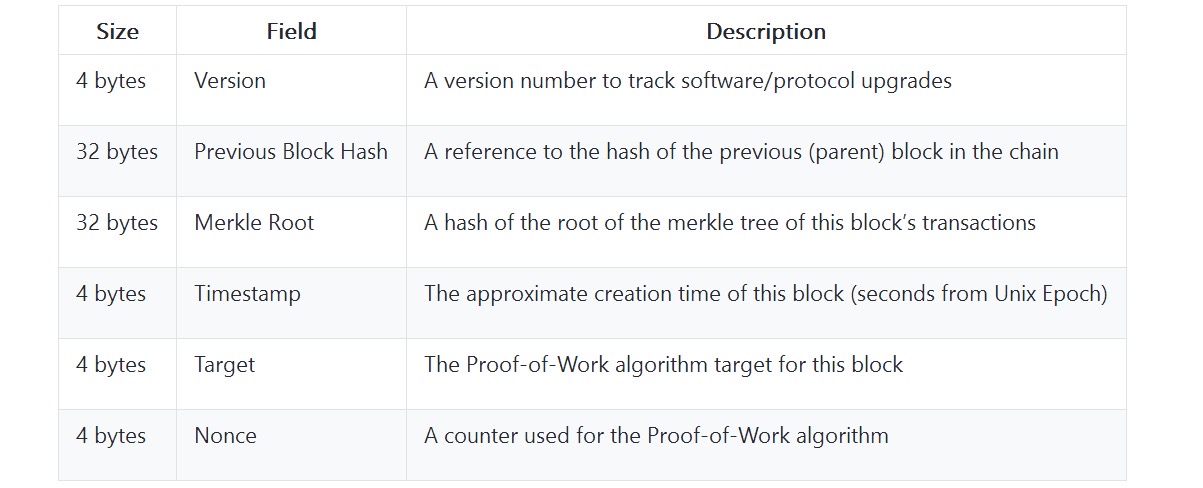 Size Field Description
4 bytes Version A version number to track software/protocol upgrades
32 bytes Previous Block Hash A reference to the hash of the previous (parent) block in the chain
32 bytes Merkle Root A hash of the root of the merkle tree of this block’s transactions
4 bytes Timestamp The approximate creation time of this block (seconds from Unix Epoch)
4 bytes Target The Proof-of-Work algorithm target for this block
4 bytes Nonce A counter used for the Proof-of-Work algorithm